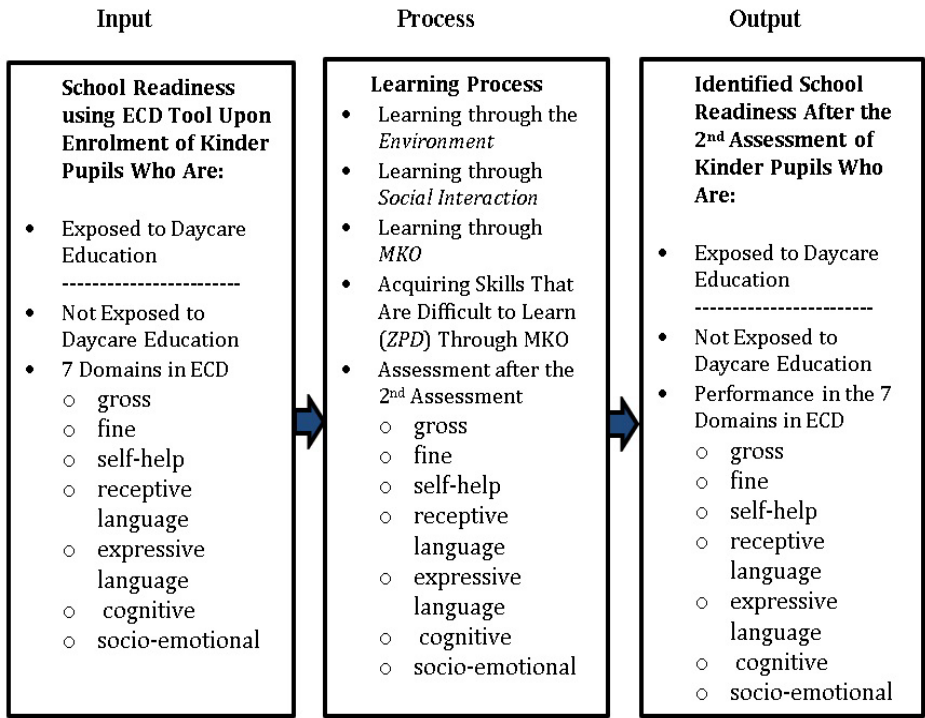 Input
Process
Output
School Readiness
using ECD Tool Upon
Enrolment of Kinder
Pupils Who Are:
• Exposed to Daycare
Education
-------------------------
• Not Exposed to
Daycare Education
• 7 Domains in ECD
o gross
o fine
o self-help
o receptive
language
o expressive
language
o cognitive
o socio-emotional
Learning Process
• Learning through the
Environment
• Learning through
Social Interaction
• Learning through
MKO
• Acquiring Skills That
Are Difficult to Learn
(ZPD) Through MKO
• Assessment after the
2nd Assessment
o gross
o fine
o self-help
o receptive
language
o expressive
language
o cognitive
o socio-emotional
Identified School
Readiness After the
2nd Assessment of
Kinder Pupils Who
Are:
• Exposed to Daycare
Education
-------------------------
• Not Exposed to
Daycare Education
• Performance in the 7
Domains in ECD
o gross
o fine
o self-help
o receptive
language
o expressive
language
o cognitive
o socio-emotional